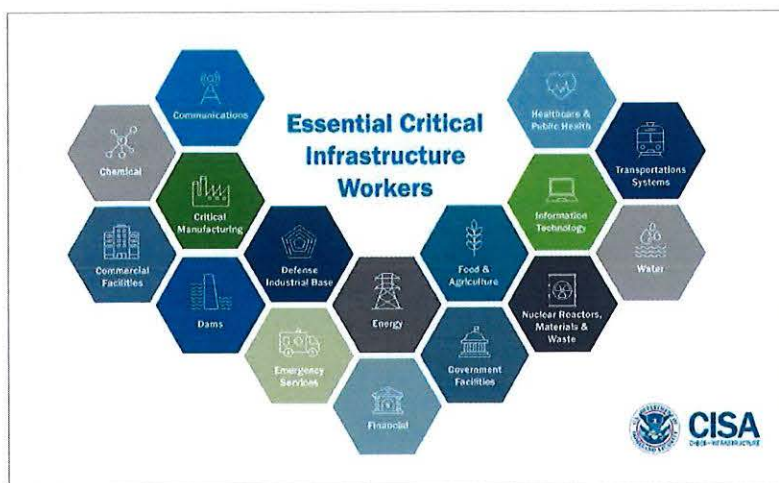 Essential Critical
Infrastructure
Workers
Communications
Chemical
Critical
Manufacturing
Commercial
Facilities
Dams
Defense
Industrial Base
Emergency
Services
Energy
Financial
Food &
Agriculture
Government
Facilities
Healthcare &
Public Health
Information
Technology
Nuclear Reactors,
Materials &
Waste
Transportations
Systems
Water
CISA